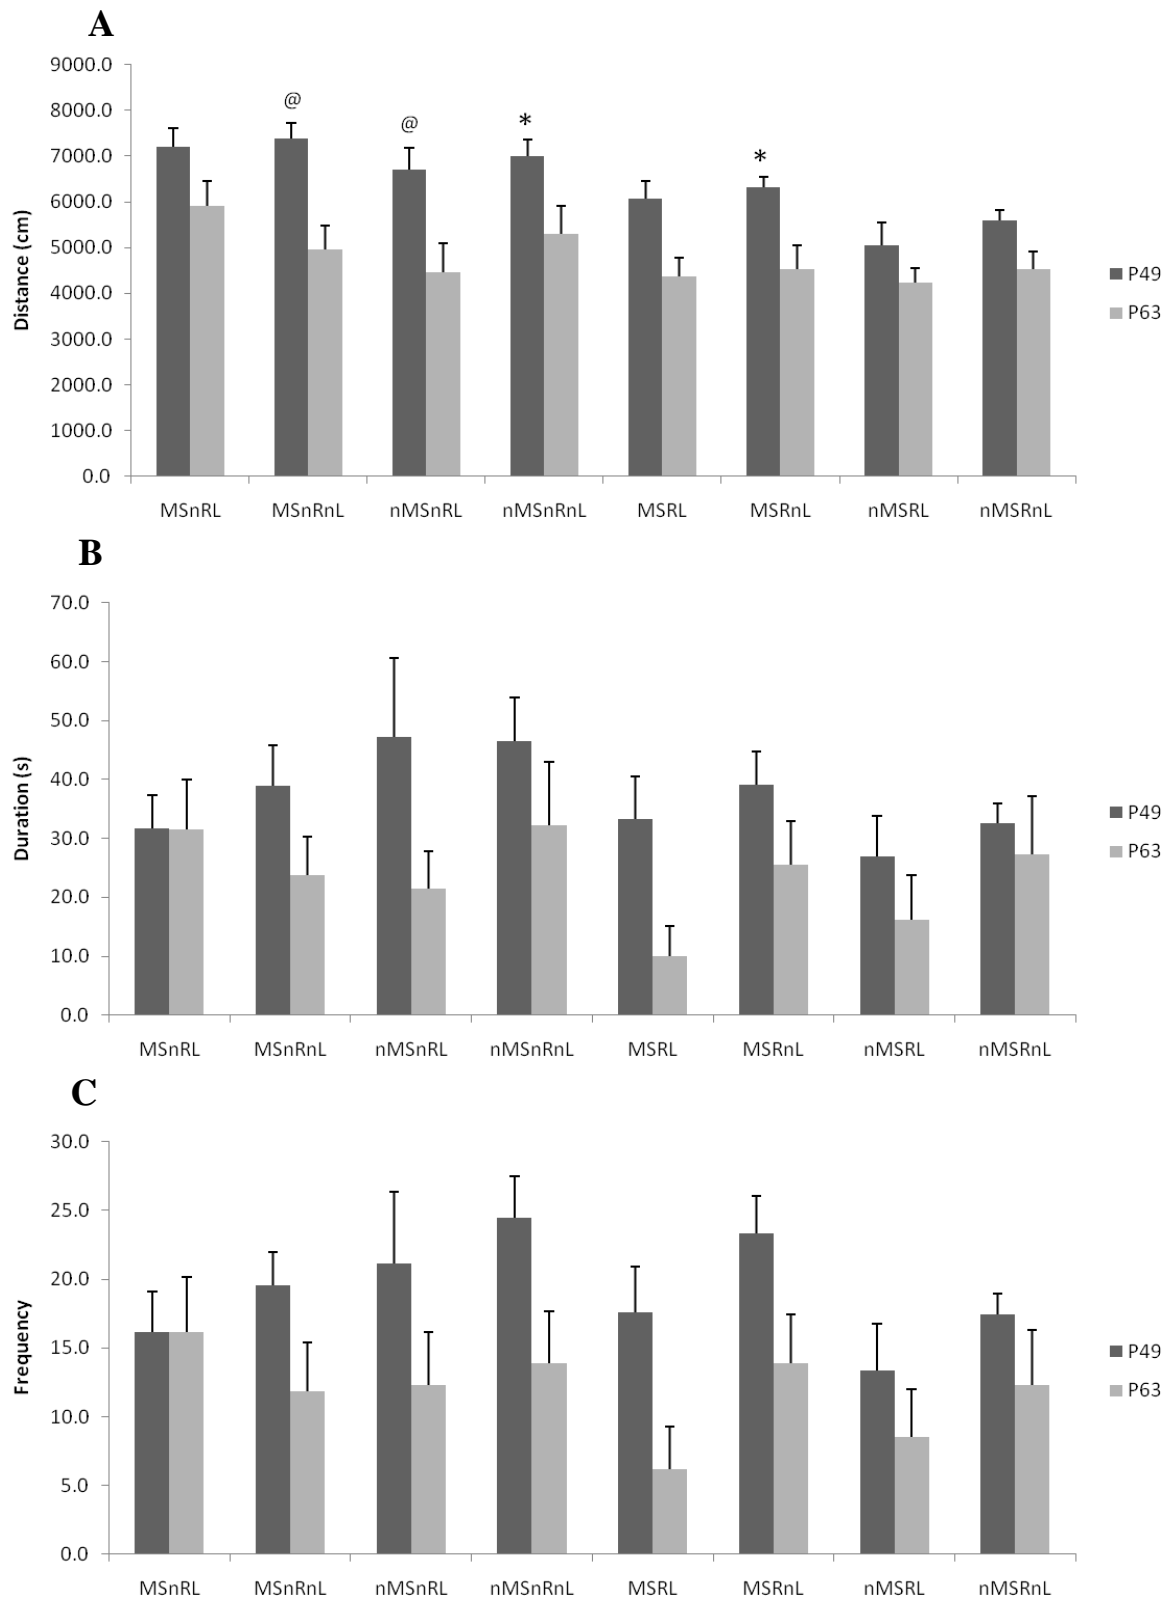 A
9000.0
8000.0
7000.0
6000.0
5000.0
4000.0
3000.0
2000.0
1000.0
0.0
Distance (cm)
@
@
*
*
P49
P63
MSnRL MSnRnL nMSnRL nMSnRnL MSRL MSRnL nMSRL nMSRnL
B
70.0
60.0
50.0
40.0
30.0
20.0
10.0
0.0
Duration (s)
P49
P63
MSnRL MSnRnL nMSnRL nMSnRnL MSRL MSRnL nMSRL nMSRnL
C
30.0
25.0
20.0
15.0
10.0
5.0
0.0
Frequency
P49
P63
MSnRL MSnRnL nMSnRL nMSnRnL MSRL MSRnL nMSRL nMSRnL